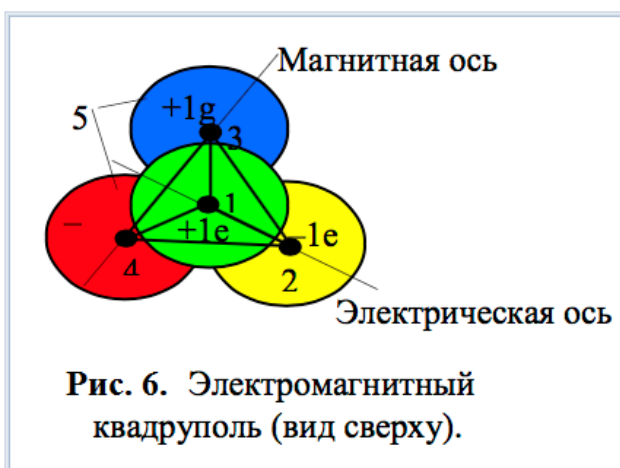 Магнитная ось
5
+1g
3
1
+1e
–
–1e
4
2
Электрическая ось
Рис. 6. Электромагнитный
квадруполь (вид сверху).